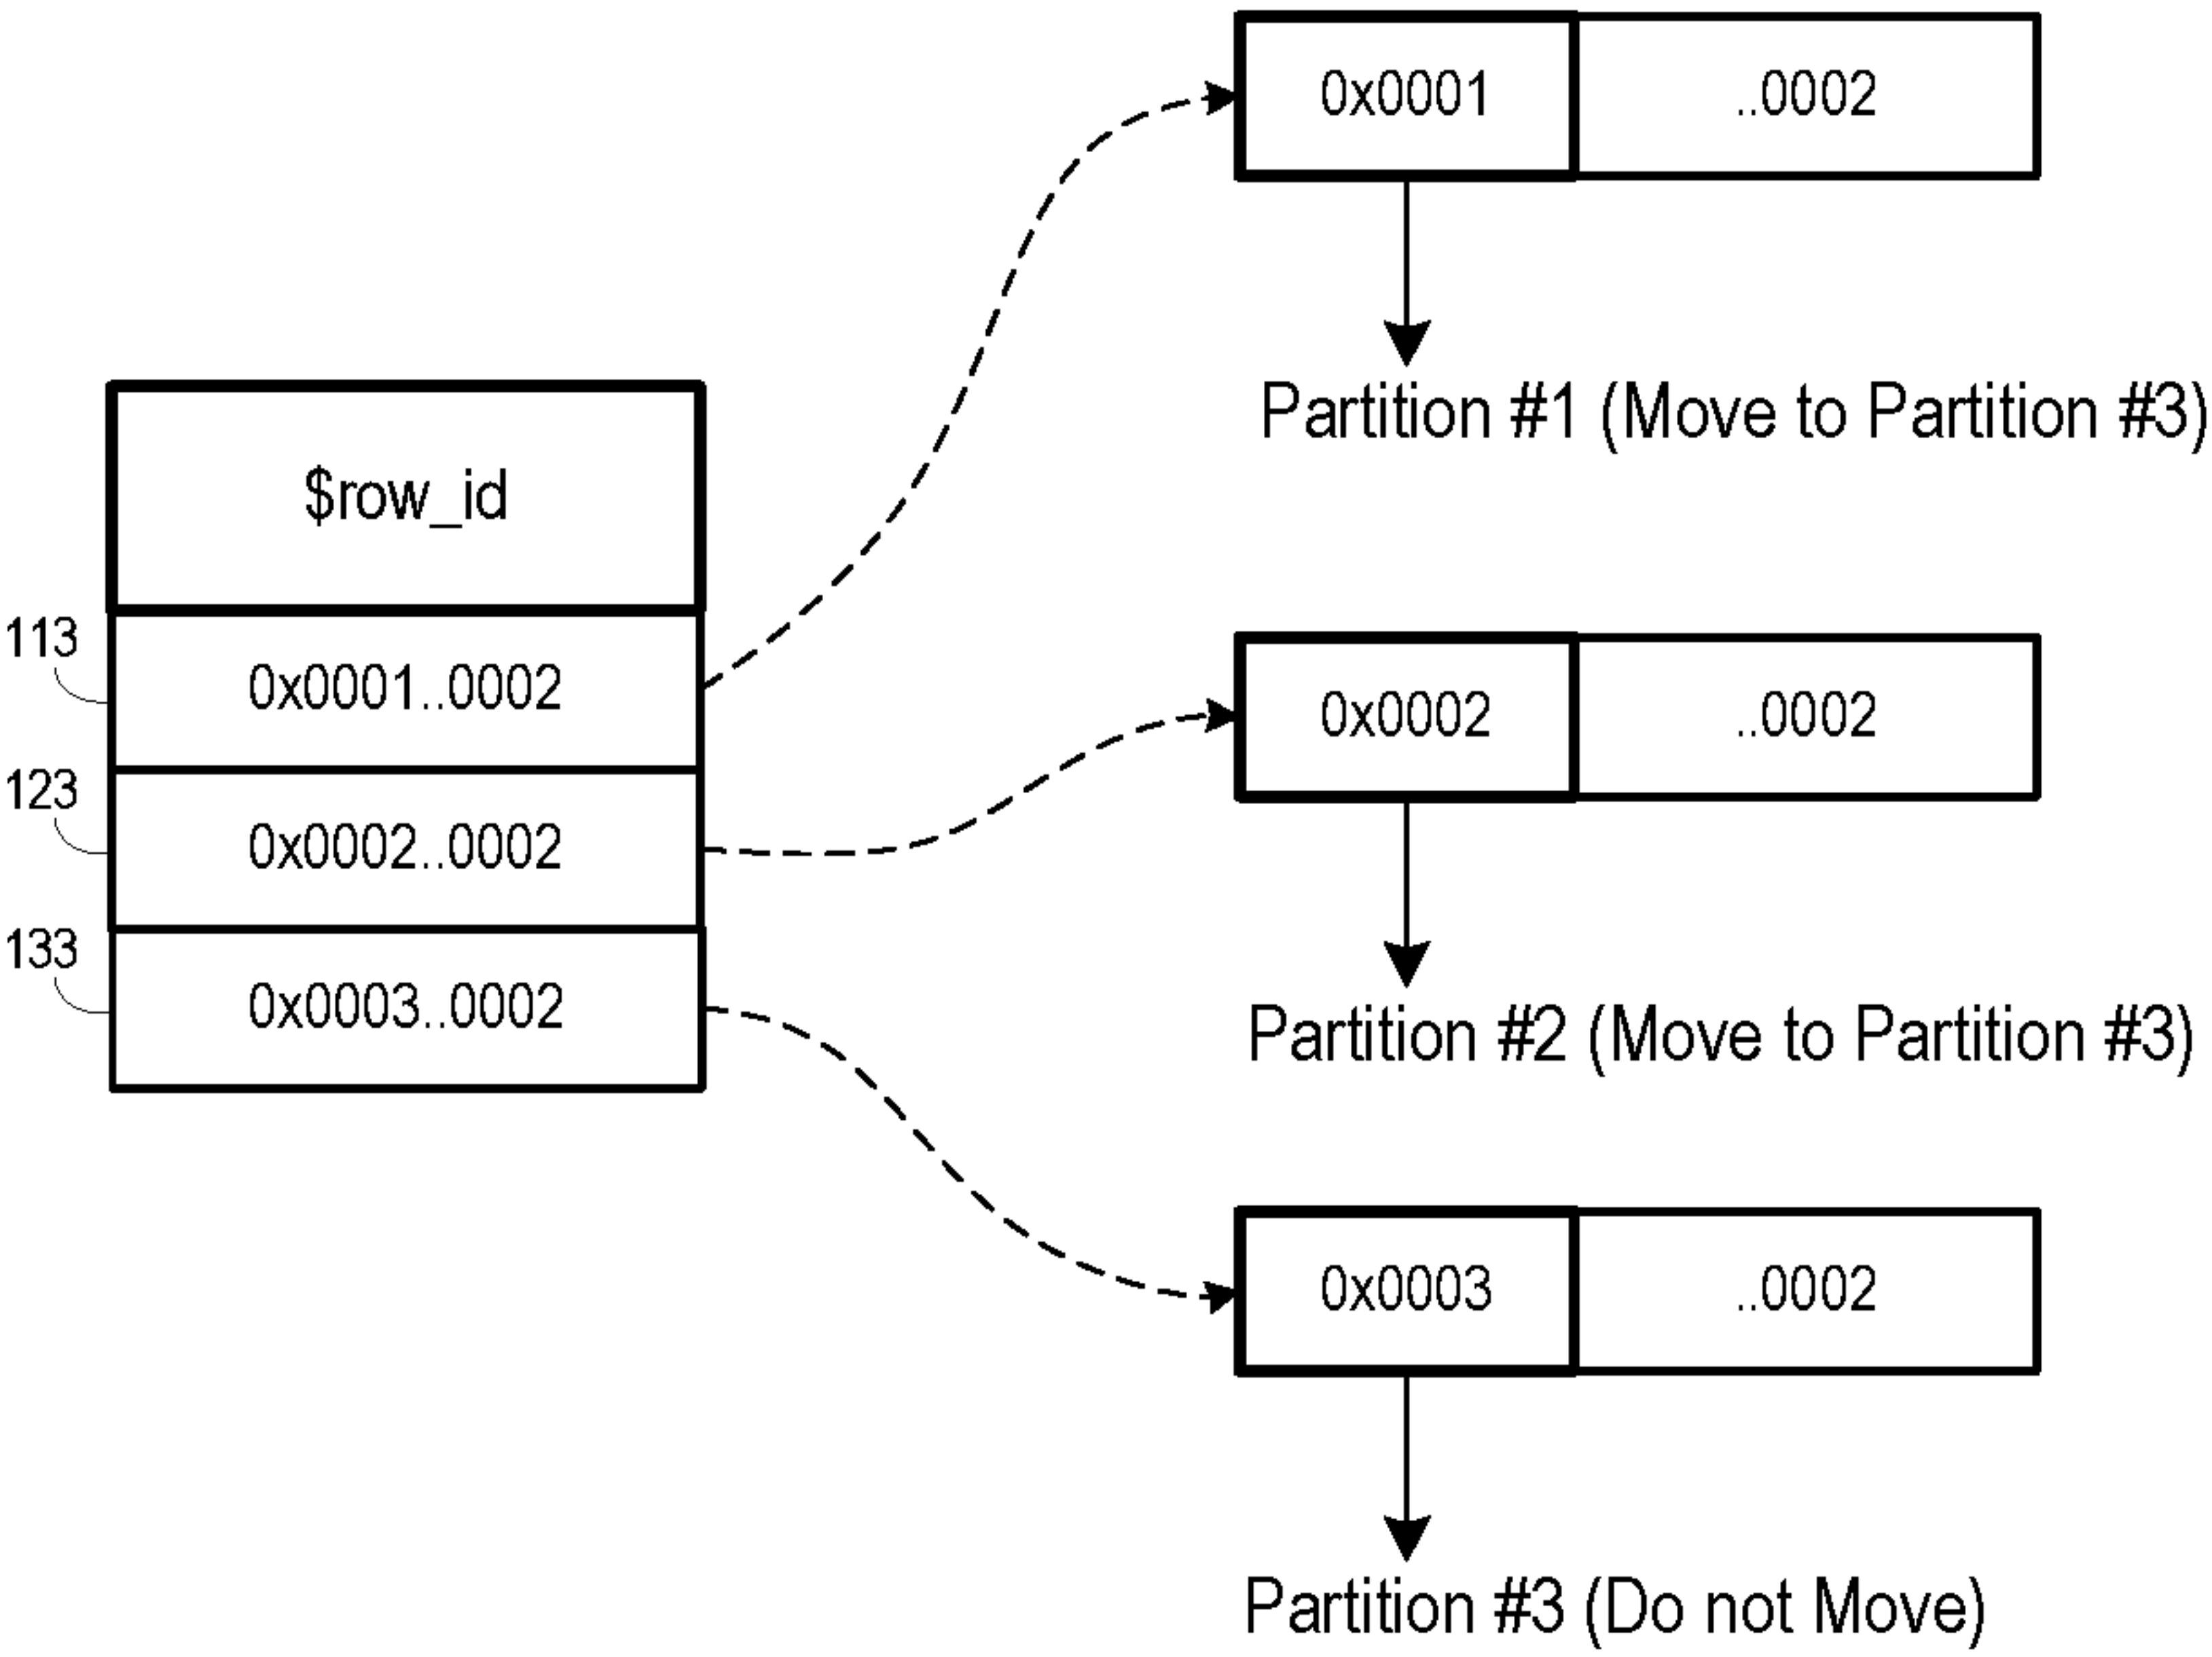 0x0001 ..0002
Partition #1 (Move to Partition #3)
$row_id
113
0x0001..0002
123
0x0002..0002
133
0x0003..0002
0x0002 ..0002
Partition #2 (Move to Partition #3)
0x0003 ..0002
Partition #3 (Do not Move)